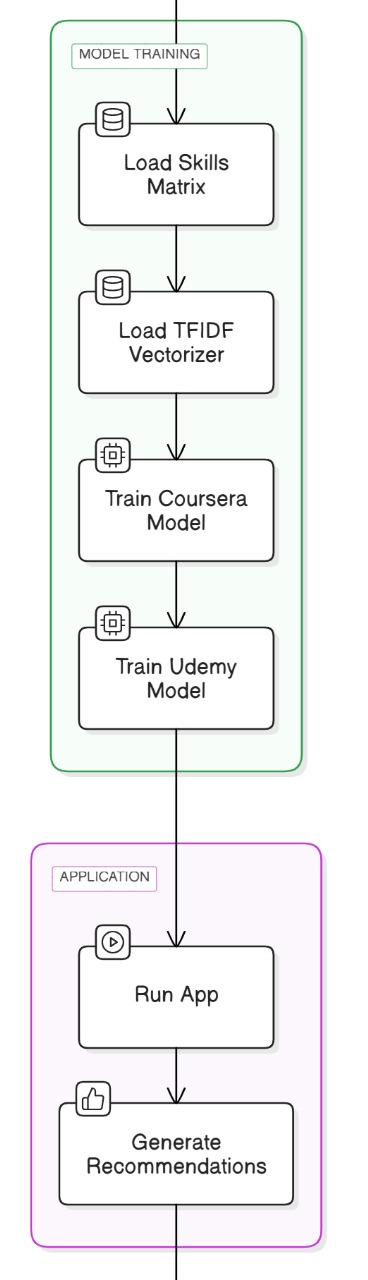 MODEL TRAINING
Load Skills
Matrix
Load TFIDF
Vectorizer
Train Coursera
Model
Train Udemy
Model
APPLICATION
Run App
Generate
Recommendations